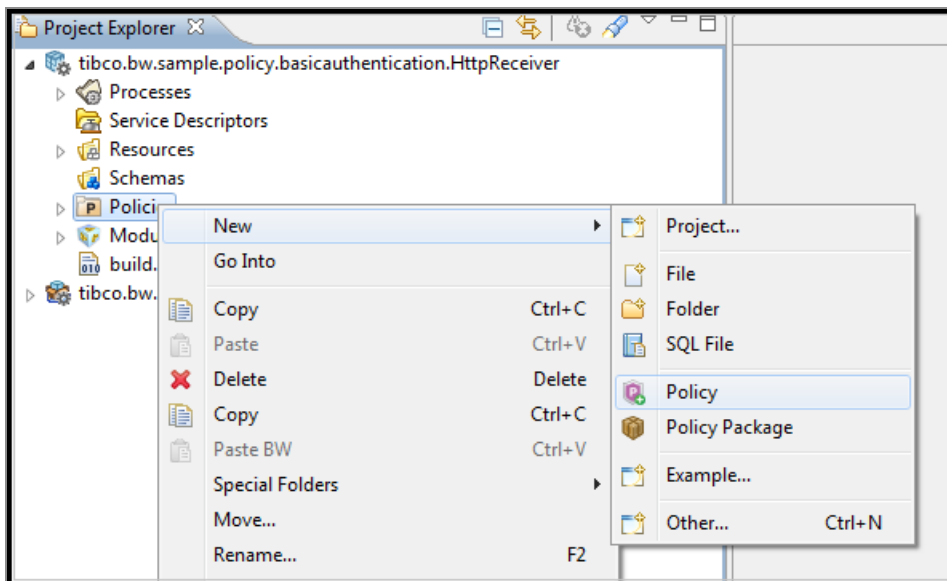 Project Explorer
tibco.bw.sample.policy.basicauthentication.HttpReceiver
Processes
Service Descriptors
Resources
Schemas
Polici
Modu
build.
tibco.bw.
New
Go Into
Copy Ctrl+C
Paste Ctrl+V
Delete Delete
Copy Ctrl+C
Paste BW Ctrl+V
Special Folders
Move...
Rename... F2
Project...
File
Folder
SQL File
Policy
Policy Package
Example...
Other... Ctrl+N